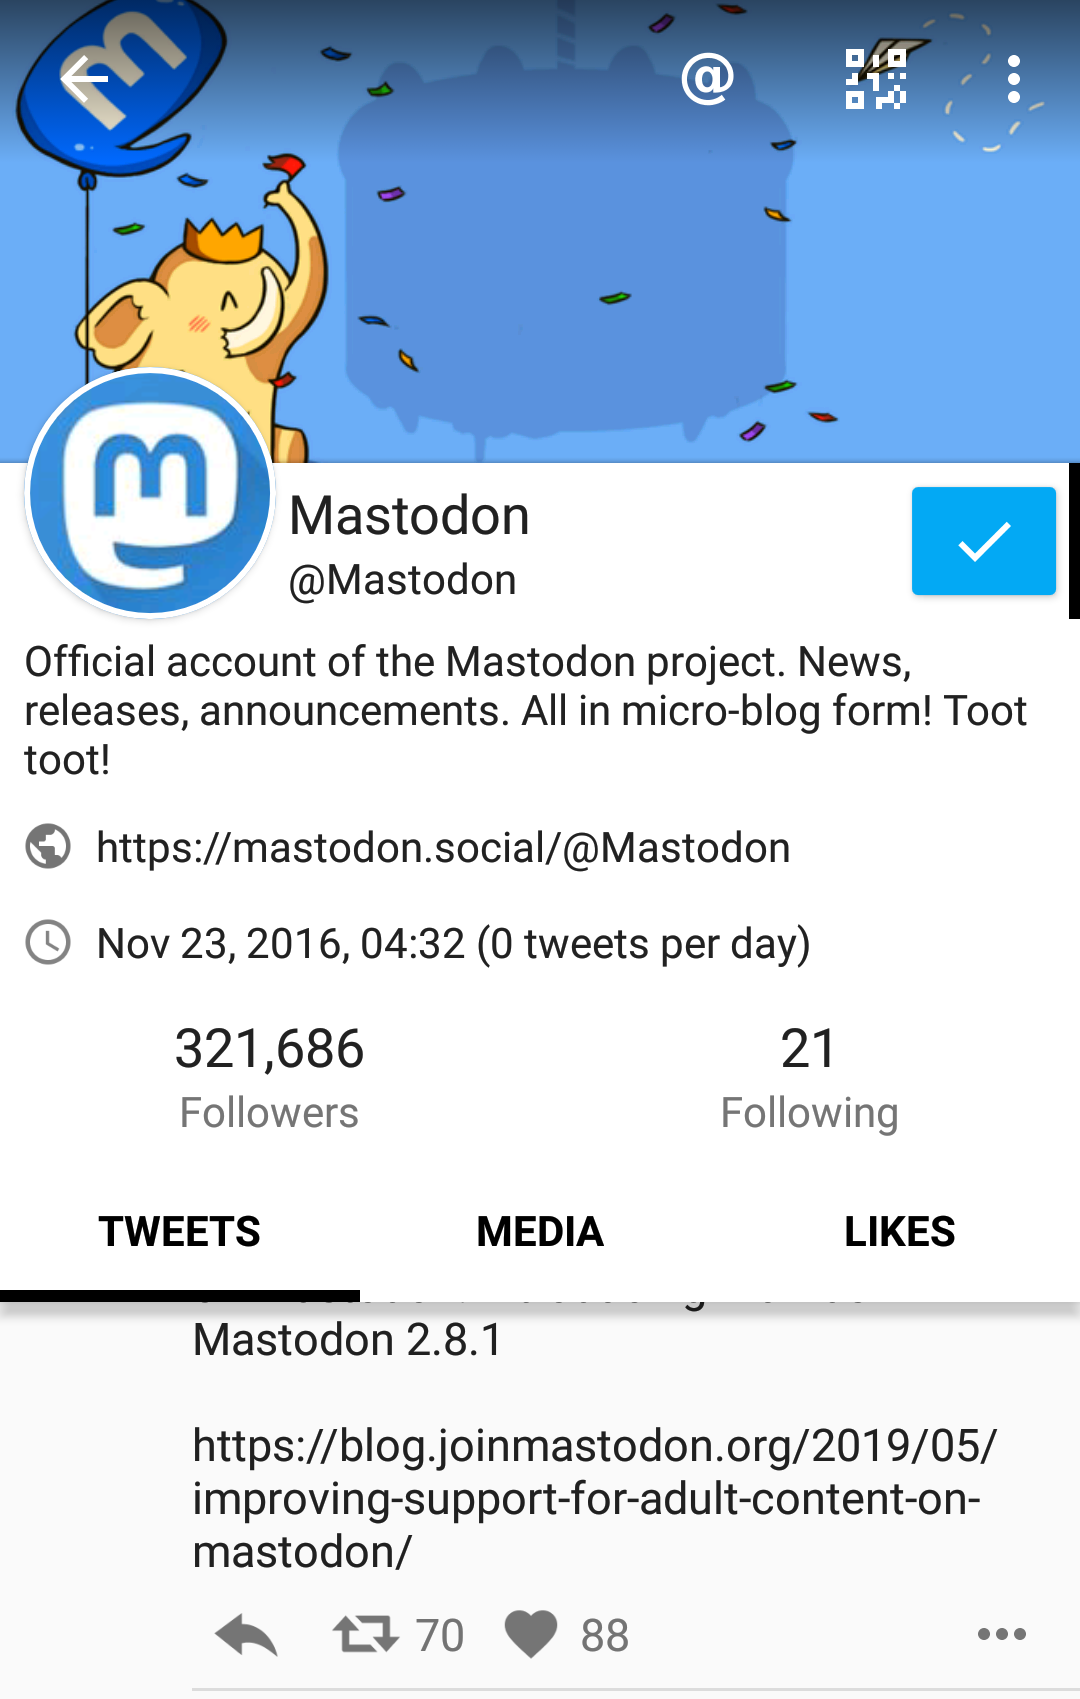 m
@
m
Mastodon
@Mastodon
Official account of the Mastodon project. News,
releases, announcements. All in micro-blog form! Toot
toot!
https://mastodon.social/@Mastodon
Nov 23, 2016, 04:32 (0 tweets per day)
321,686
Followers
21
Following
TWEETS
MEDIA
LIKES
Mastodon 2.8.1
https://blog.joinmastodon.org/2019/05/
improving-support-for-adult-content-on-
mastodon/
70
88